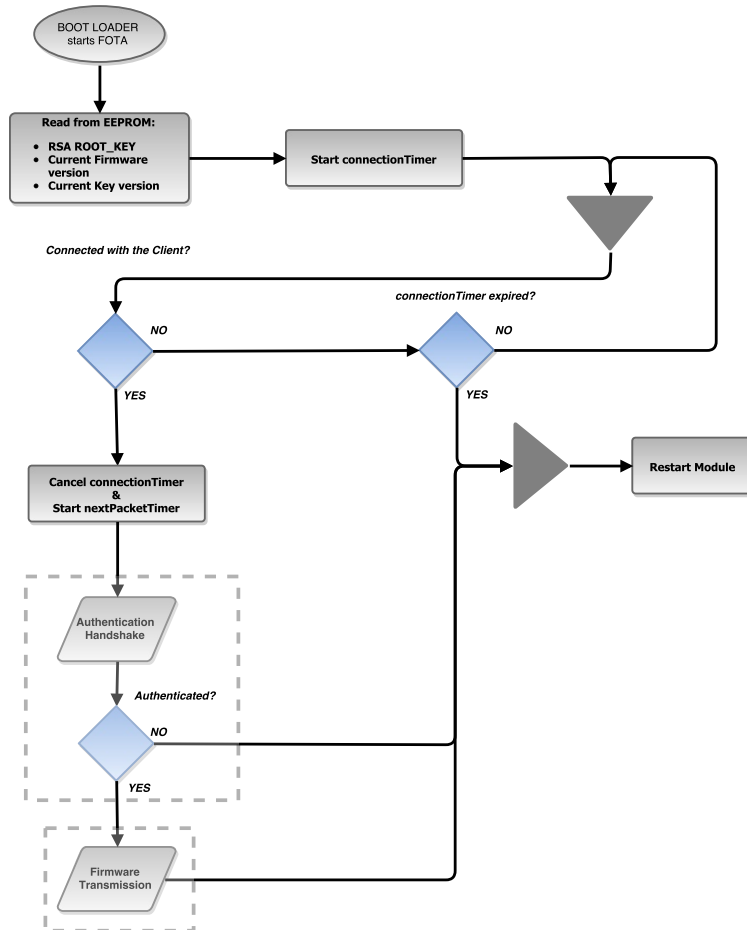 BOOT LOADER
starts FOTA
Read from EEPROM:
• RSA ROOT_KEY
• Current Firmware
version
• Current Key version
Start connectionTimer
Connected with the Client?
connectionTimer expired?
NO
NO
YES
YES
Restart Module
Cancel connectionTimer
&
Start nextPacketTimer
Authentication
Handshake
Authenticated?
NO
YES
Firmware
Transmission